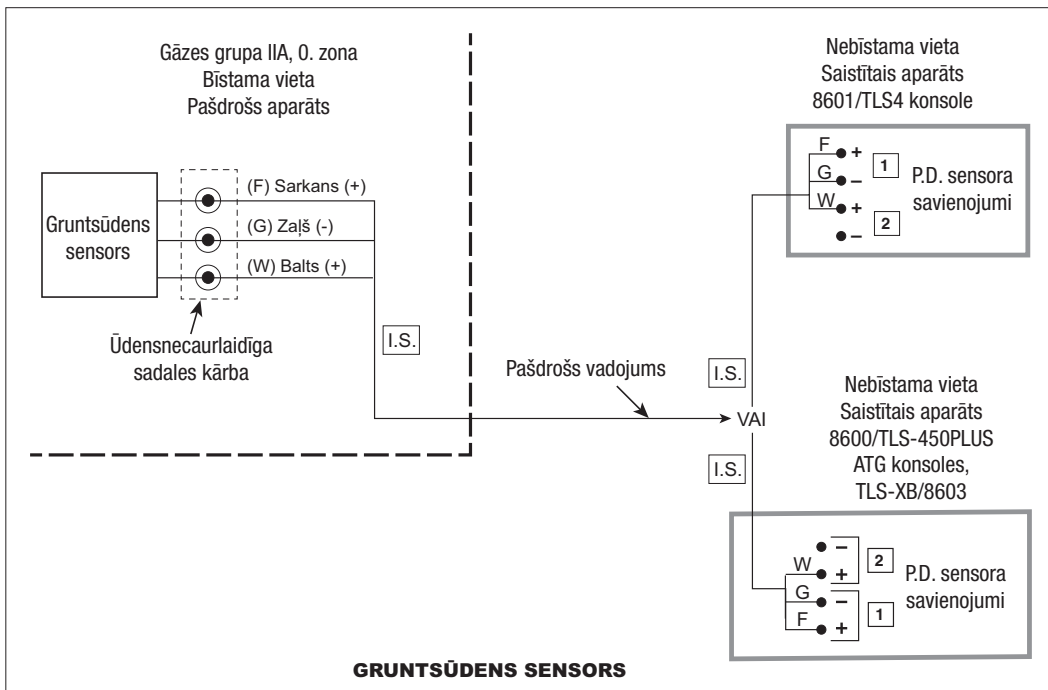 Gāzes grupa IIA, 0. zona
Bīstama vieta
Pašdrošs aparāts
Gruntsūdens
sensors
(F) Sarkans (+)
(G) Zaļš (-)
(W) Balts (+)
Ūdensnecaurlaidīga
sadales kārba
I.S.
Pašdrošs vadojums
VAI
I.S.
I.S.
Nebīstama vieta
Saistītais aparāts
8601/TLS4 konsole
F + 1
G −
W + 2
−
P.D. sensora
savienojumi
Nebīstama vieta
Saistītais aparāts
8600/TLS-450PLUS
ATG konsoles,
TLS-XB/8603
− 2
W +
G − 1
F +
P.D. sensora
savienojumi
GRUNTSŪDENS SENSORS